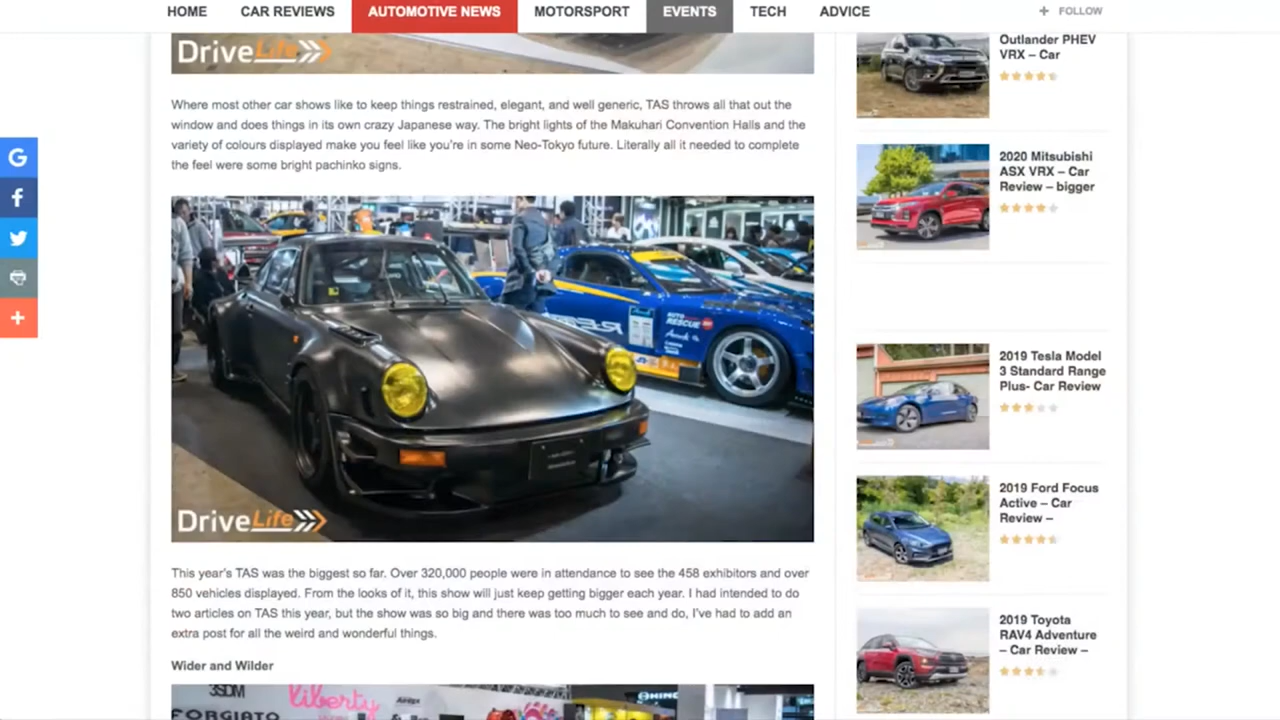 HOME
CAR REVIEWS
AUTOMOTIVE NEWS
MOTORSPORT
EVENTS
TECH
ADVICE
+ FOLLOW
DriveLife
Where most other car shows like to keep things restrained, elegant, and well generic, TAS throws all that out the
window and does things in its own crazy Japanese way. The bright lights of the Makuhari Convention Halls and the
variety of colours displayed make you feel like you're in some Neo-Tokyo future. Literally all it needed to complete
the feel were some bright pachinko signs.
AUTO
RESCUE
DriveLife
This year's TAS was the biggest so far. Over 320,000 people were in attendance to see the 458 exhibitors and over
850 vehicles displayed. From the looks of it, this show will just keep getting bigger each year. I had intended to do
two articles on TAS this year, but the show was so big and there was too much to see and do, I've had to add an
extra post for all the weird and wonderful things.
Wider and Wilder
3SDM
liberty
FORGIATO
Outlander PHEV
VRX – Car
2020 Mitsubishi
ASX VRX – Car
Review – bigger
2019 Tesla Model
3 Standard Range
Plus- Car Review
2019 Ford Focus
Active – Car
Review –
2019 Toyota
RAV4 Adventure
– Car Review –